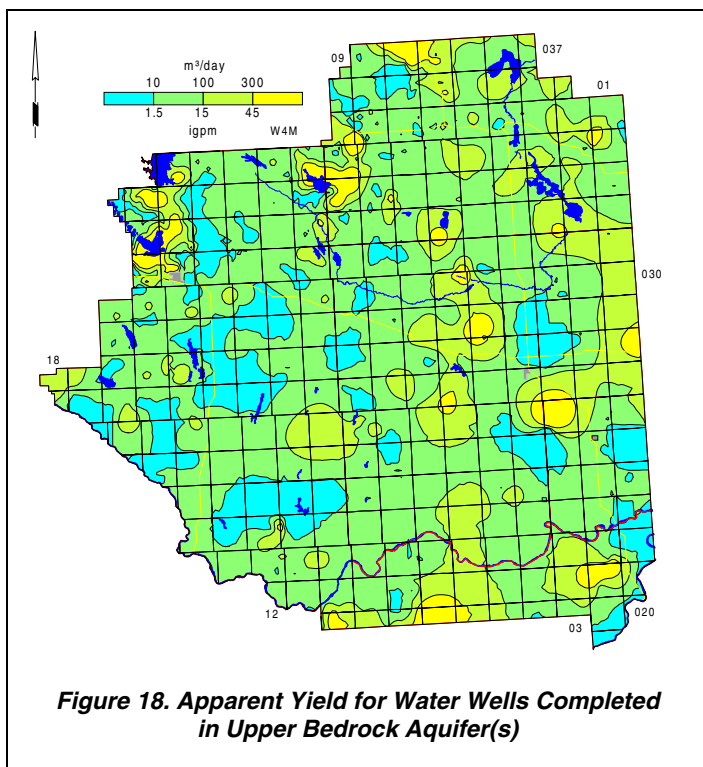 09
037
m³/day
10 100 300
01
1.5 15 45
igpm W4M
030
18
12
03
020
Figure 18. Apparent Yield for Water Wells Completed
in Upper Bedrock Aquifer(s)